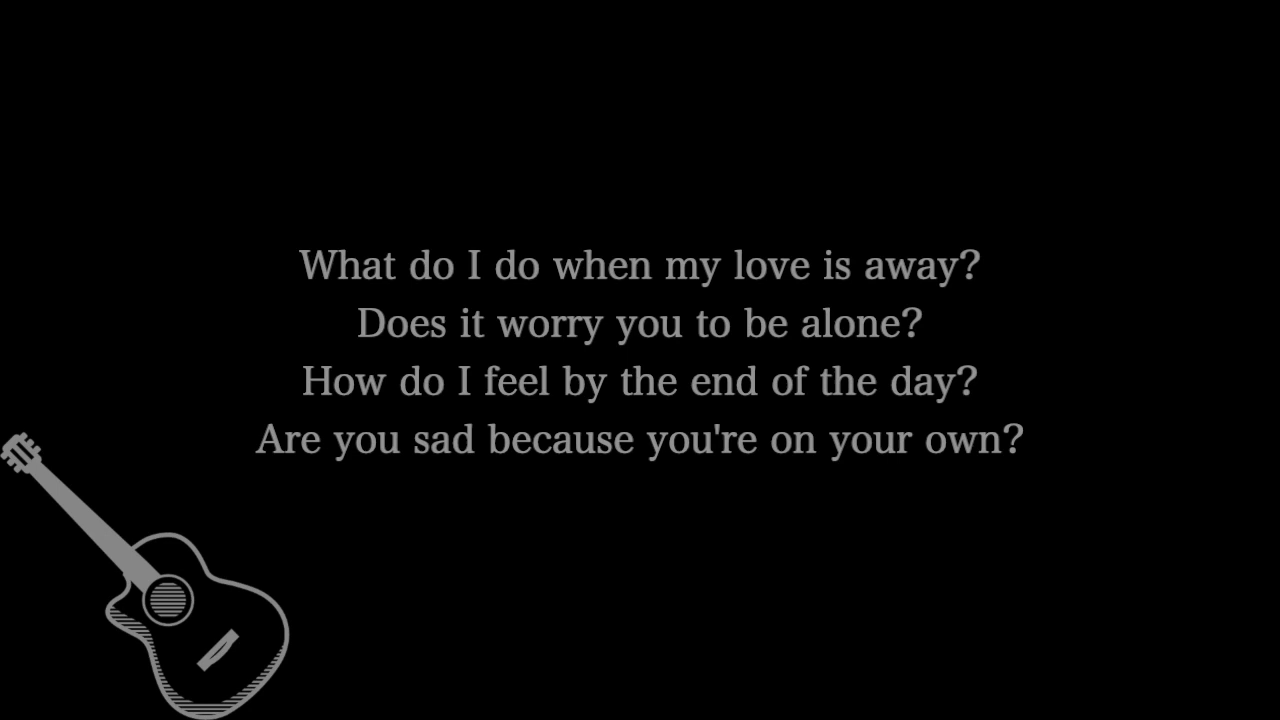 What do I do when my love is away?
Does it worry you to be alone?
How do I feel by the end of the day?
Are you sad because you're on your own?